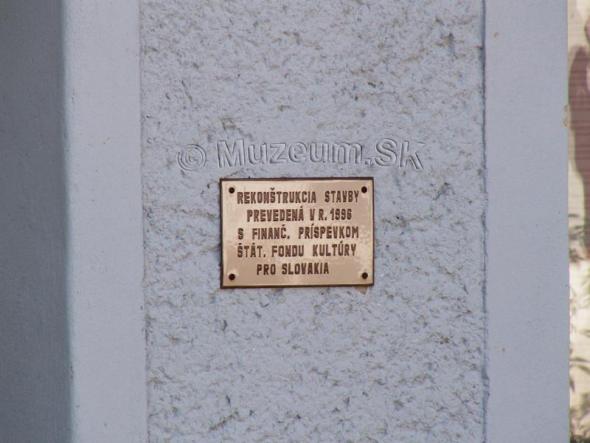 © Muzeum.SK
REKONŠTRUKCIA STAVBY
PREVEDENÁ V R. 1996
S FINANČ. PRÍSPEVKOM
ŠTÁT. FONDU KULTÚRY
PRO SLOVAKIA